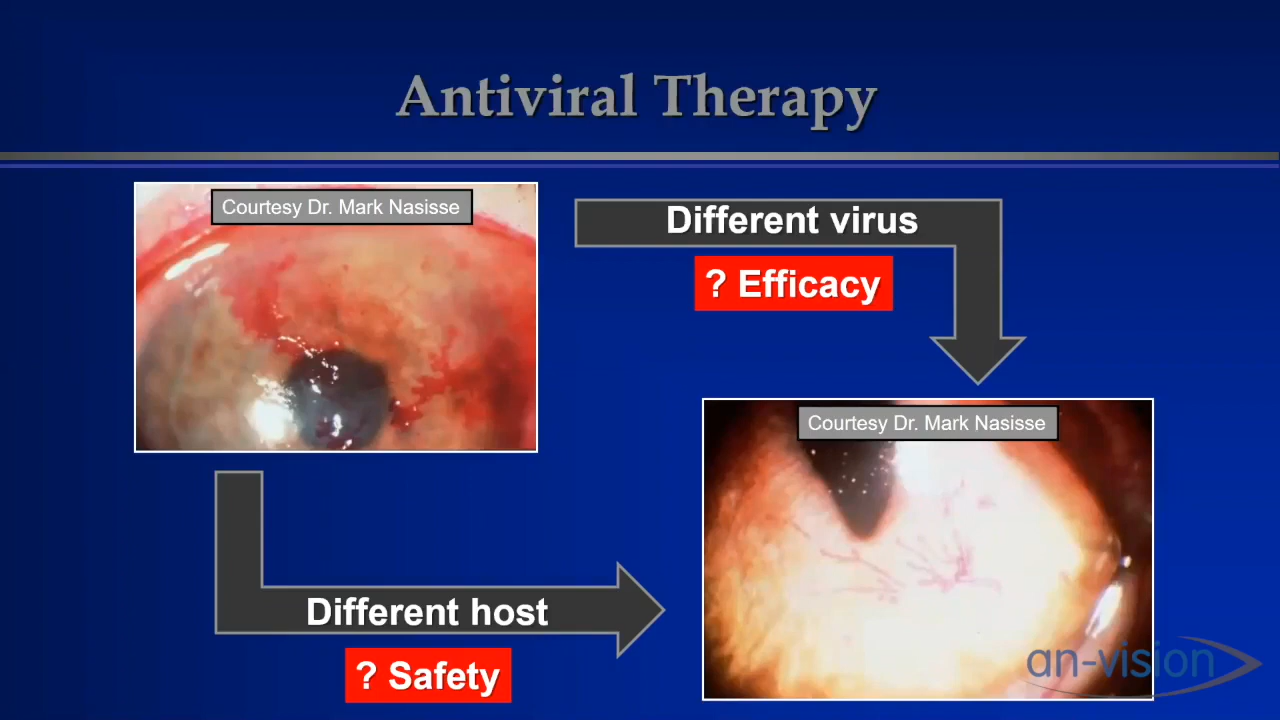 Antiviral Therapy
Courtesy Dr. Mark Nasisse
Different virus
? Efficacy
Courtesy Dr. Mark Nasisse
Different host
? Safety
an-vision